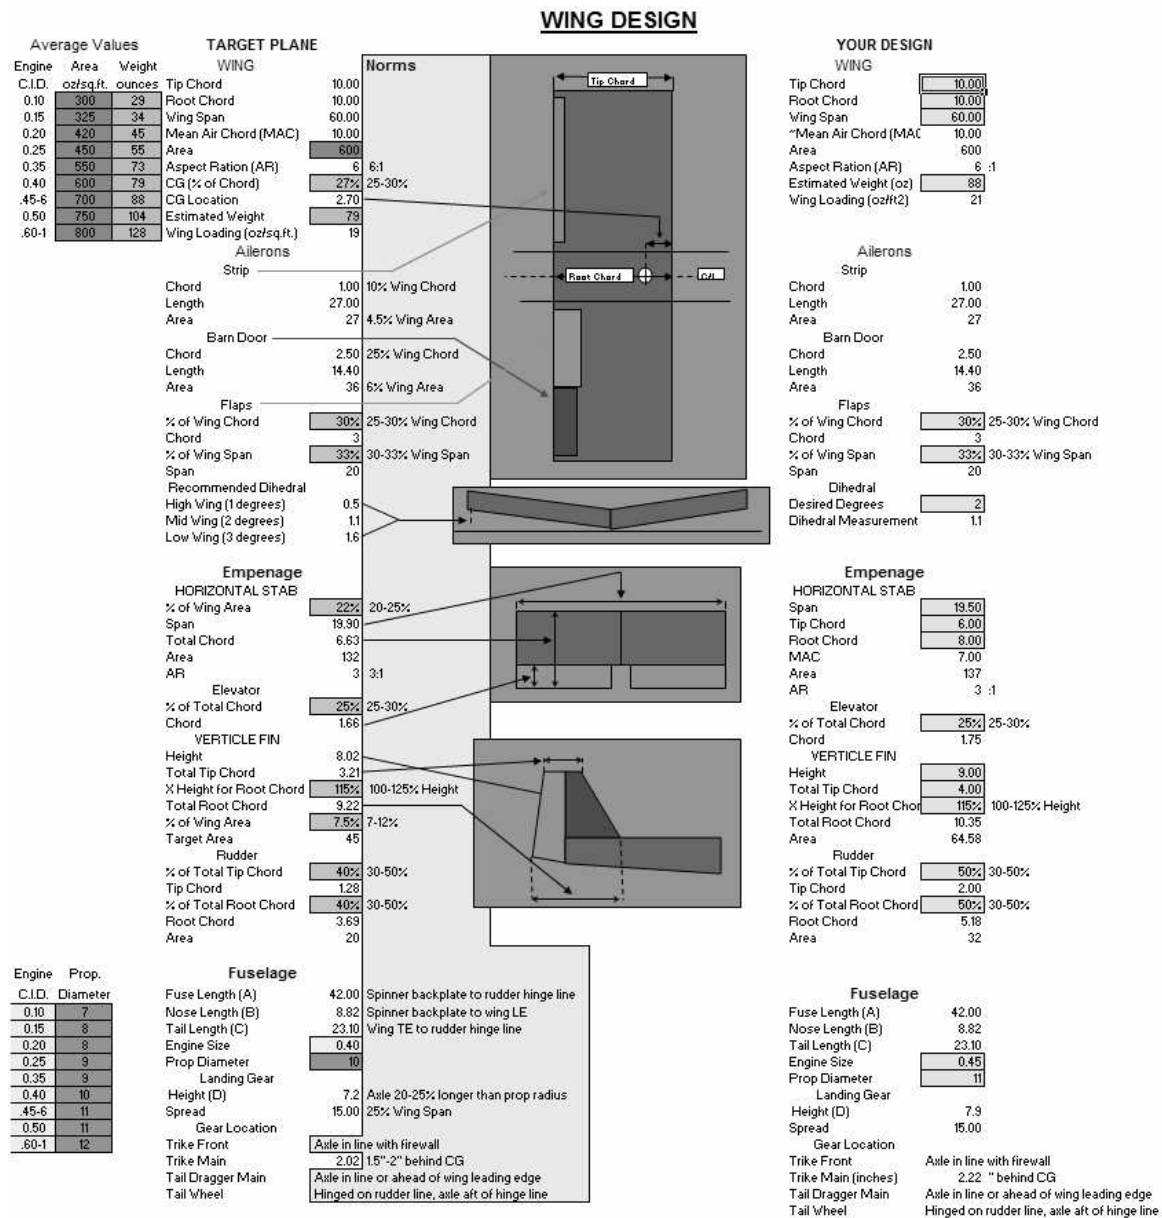 WING DESIGN
Average Values TARGET PLANE YOUR DESIGN
Engine Area Weight WING Norms WING
C.I.D. oz/sq.ft. ounces Tip Chord 10.00 Tip Chord Tip Chord 10.00
0.10 300 29 Root Chord 10.00 Root Chord 10.00
0.15 325 34 Wing Span 60.00 Wing Span 60.00
0.20 420 45 Mean Air Chord (MAC) 10.00 ~Mean Air Chord (MAC 10.00
0.25 450 55 Area 600 Area 600
0.35 550 73 Aspect Ration (AR) 6 6:1 Aspect Ration (AR) 6 :1
0.40 600 79 CG (% of Chord) 27% 25-30% Estimated Weight (oz) 88
.45-6 700 88 CG Location 2.70 Wing Loading (oz/ft2) 21
0.50 750 104 Estimated Weight 79
.60-1 800 128 Wing Loading (oz/sq.ft.) 19
Ailerons Ailerons
Strip Root Chord C/L Strip
Chord 1.00 10% Wing Chord Chord 1.00
Length 27.00 Length 27.00
Area 27 4.5% Wing Area Area 27
Barn Door Barn Door
Chord 2.50 25% Wing Chord Chord 2.50
Length 14.40 Length 14.40
Area 36 6% Wing Area Area 36
Flaps Flaps
% of Wing Chord 30% 25-30% Wing Chord % of Wing Chord 30% 25-30% Wing Chord
Chord 3 Chord 3
% of Wing Span 33% 30-33% Wing Span % of Wing Span 33% 30-33% Wing Span
Span 20 Span 20
Recommended Dihedral Dihedral
High Wing (1 degrees) 0.5 Desired Degrees 2
Mid Wing (2 degrees) 1.1 Dihedral Measurement 1.1
Low Wing (3 degrees) 1.6
Empenage Empenage
HORIZONTAL STAB HORIZONTAL STAB
% of Wing Area 22% 20-25% Span 19.50
Span 19.90 Tip Chord 6.00
Total Chord 6.63 Root Chord 8.00
Area 132 MAC 7.00
AR 3 3:1 Area 137
AR 3 :1
Elevator Elevator
% of Total Chord 25% 25-30% % of Total Chord 25% 25-30%
Chord 1.66 Chord 1.75
VERTICLE FIN VERTICLE FIN
Height 8.02 Height 9.00
Total Tip Chord 3.21 Total Tip Chord 4.00
X Height for Root Chord 115% 100-125% Height X Height for Root Chor 115% 100-125% Height
Total Root Chord 9.22 Total Root Chord 10.35
% of Wing Area 7.5% 7-12% Area 64.58
Target Area 45
Rudder Rudder
% of Total Tip Chord 40% 30-50% % of Total Tip Chord 50% 30-50%
Tip Chord 1.28 Tip Chord 2.00
% of Total Root Chord 40% 30-50% % of Total Root Chord 50% 30-50%
Root Chord 3.69 Root Chord 5.18
Area 20 Area 32
Engine Prop. Fuselage Fuselage
C.I.D. Diameter Fuse Length (A) 42.00 Spinner backplate to rudder hinge line Fuse Length (A) 42.00
0.10 7 Nose Length (B) 8.82 Spinner backplate to wing LE Nose Length (B) 8.82
0.15 8 Tail Length (C) 23.10 Wing TE to rudder hinge line Tail Length (C) 23.10
0.20 8 Engine Size 0.40 Engine Size 0.45
0.25 9 Prop Diameter 10 Prop Diameter 11
0.35 9 Landing Gear Landing Gear
0.40 10 Height (D) 7.2 Axle 20-25% longer than prop radius Height (D) 7.9
.45-6 11 Spread 15.00 25% Wing Span Spread 15.00
0.50 11 Gear Location Gear Location
.60-1 12 Trike Front Axle in line with firewall Trike Front Axle in line with firewall
Trike Main 2.02 1.5"-2" behind CG Trike Main (inches) 2.22 " behind CG
Tail Dragger Main Axle in line or ahead of wing leading edge Tail Dragger Main Axle in line or ahead of wing leading edge
Tail Wheel Hinged on rudder line, axle aft of hinge line Tail Wheel Hinged on rudder line, axle aft of hinge line